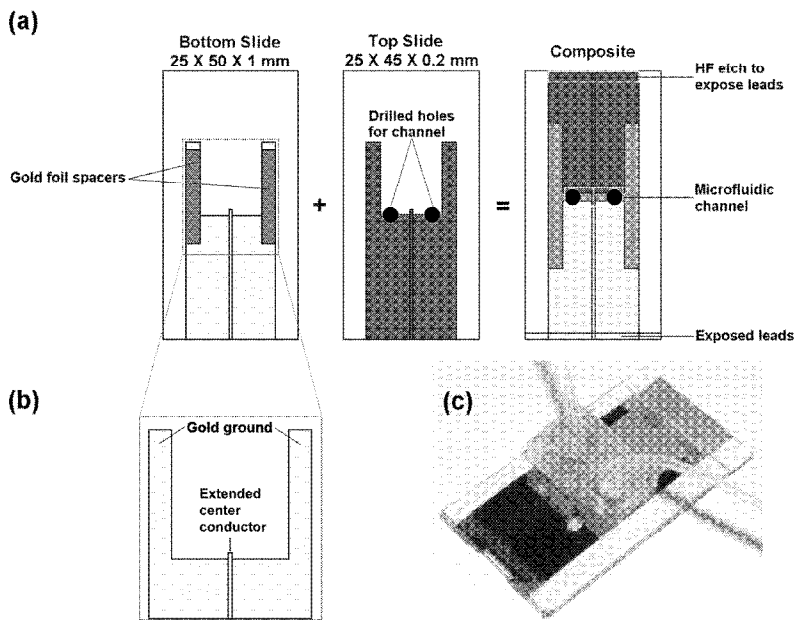 (a)
Bottom Slide
25 X 50 X 1 mm
Top Slide
25 X 45 X 0.2 mm
Composite
HF etch to
expose leads
Drilled holes
for channel
Gold foil spacers
+
=
Microfluidic
channel
Exposed leads
(b)
Gold ground
Extended
center
conductor
(c)